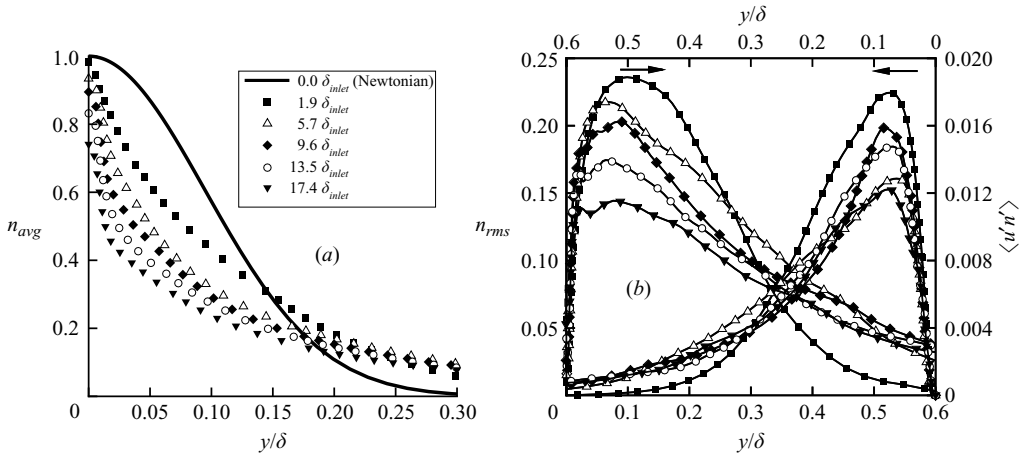 y/δ
0.6 0.5 0.4 0.3 0.2 0.1 0
1.0
0.8
0.6
0.4
0.2
n_avg
0 0.05 0.10 0.15 0.20 0.25 0.30
y/δ
0.0 δ_inlet (Newtonian)
1.9 δ_inlet
5.7 δ_inlet
9.6 δ_inlet
13.5 δ_inlet
17.4 δ_inlet
(a)
0.25
0.20
0.15
0.10
0.05
n_rms
(b)
0 0.1 0.2 0.3 0.4 0.5 0.6
y/δ
0.020
0.016
0.012
0.008
0.004
0
⟨u′n′⟩